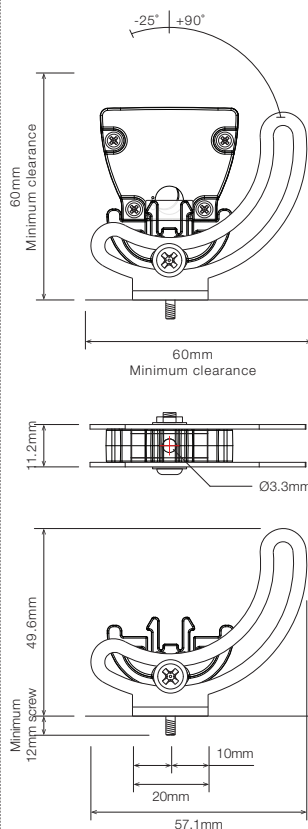 -25° +90°
60mm
Minimum clearance
60mm
Minimum clearance
11.2mm
Ø3.3mm
49.6mm
Minimum
12mm screw
10mm
20mm
57.1mm